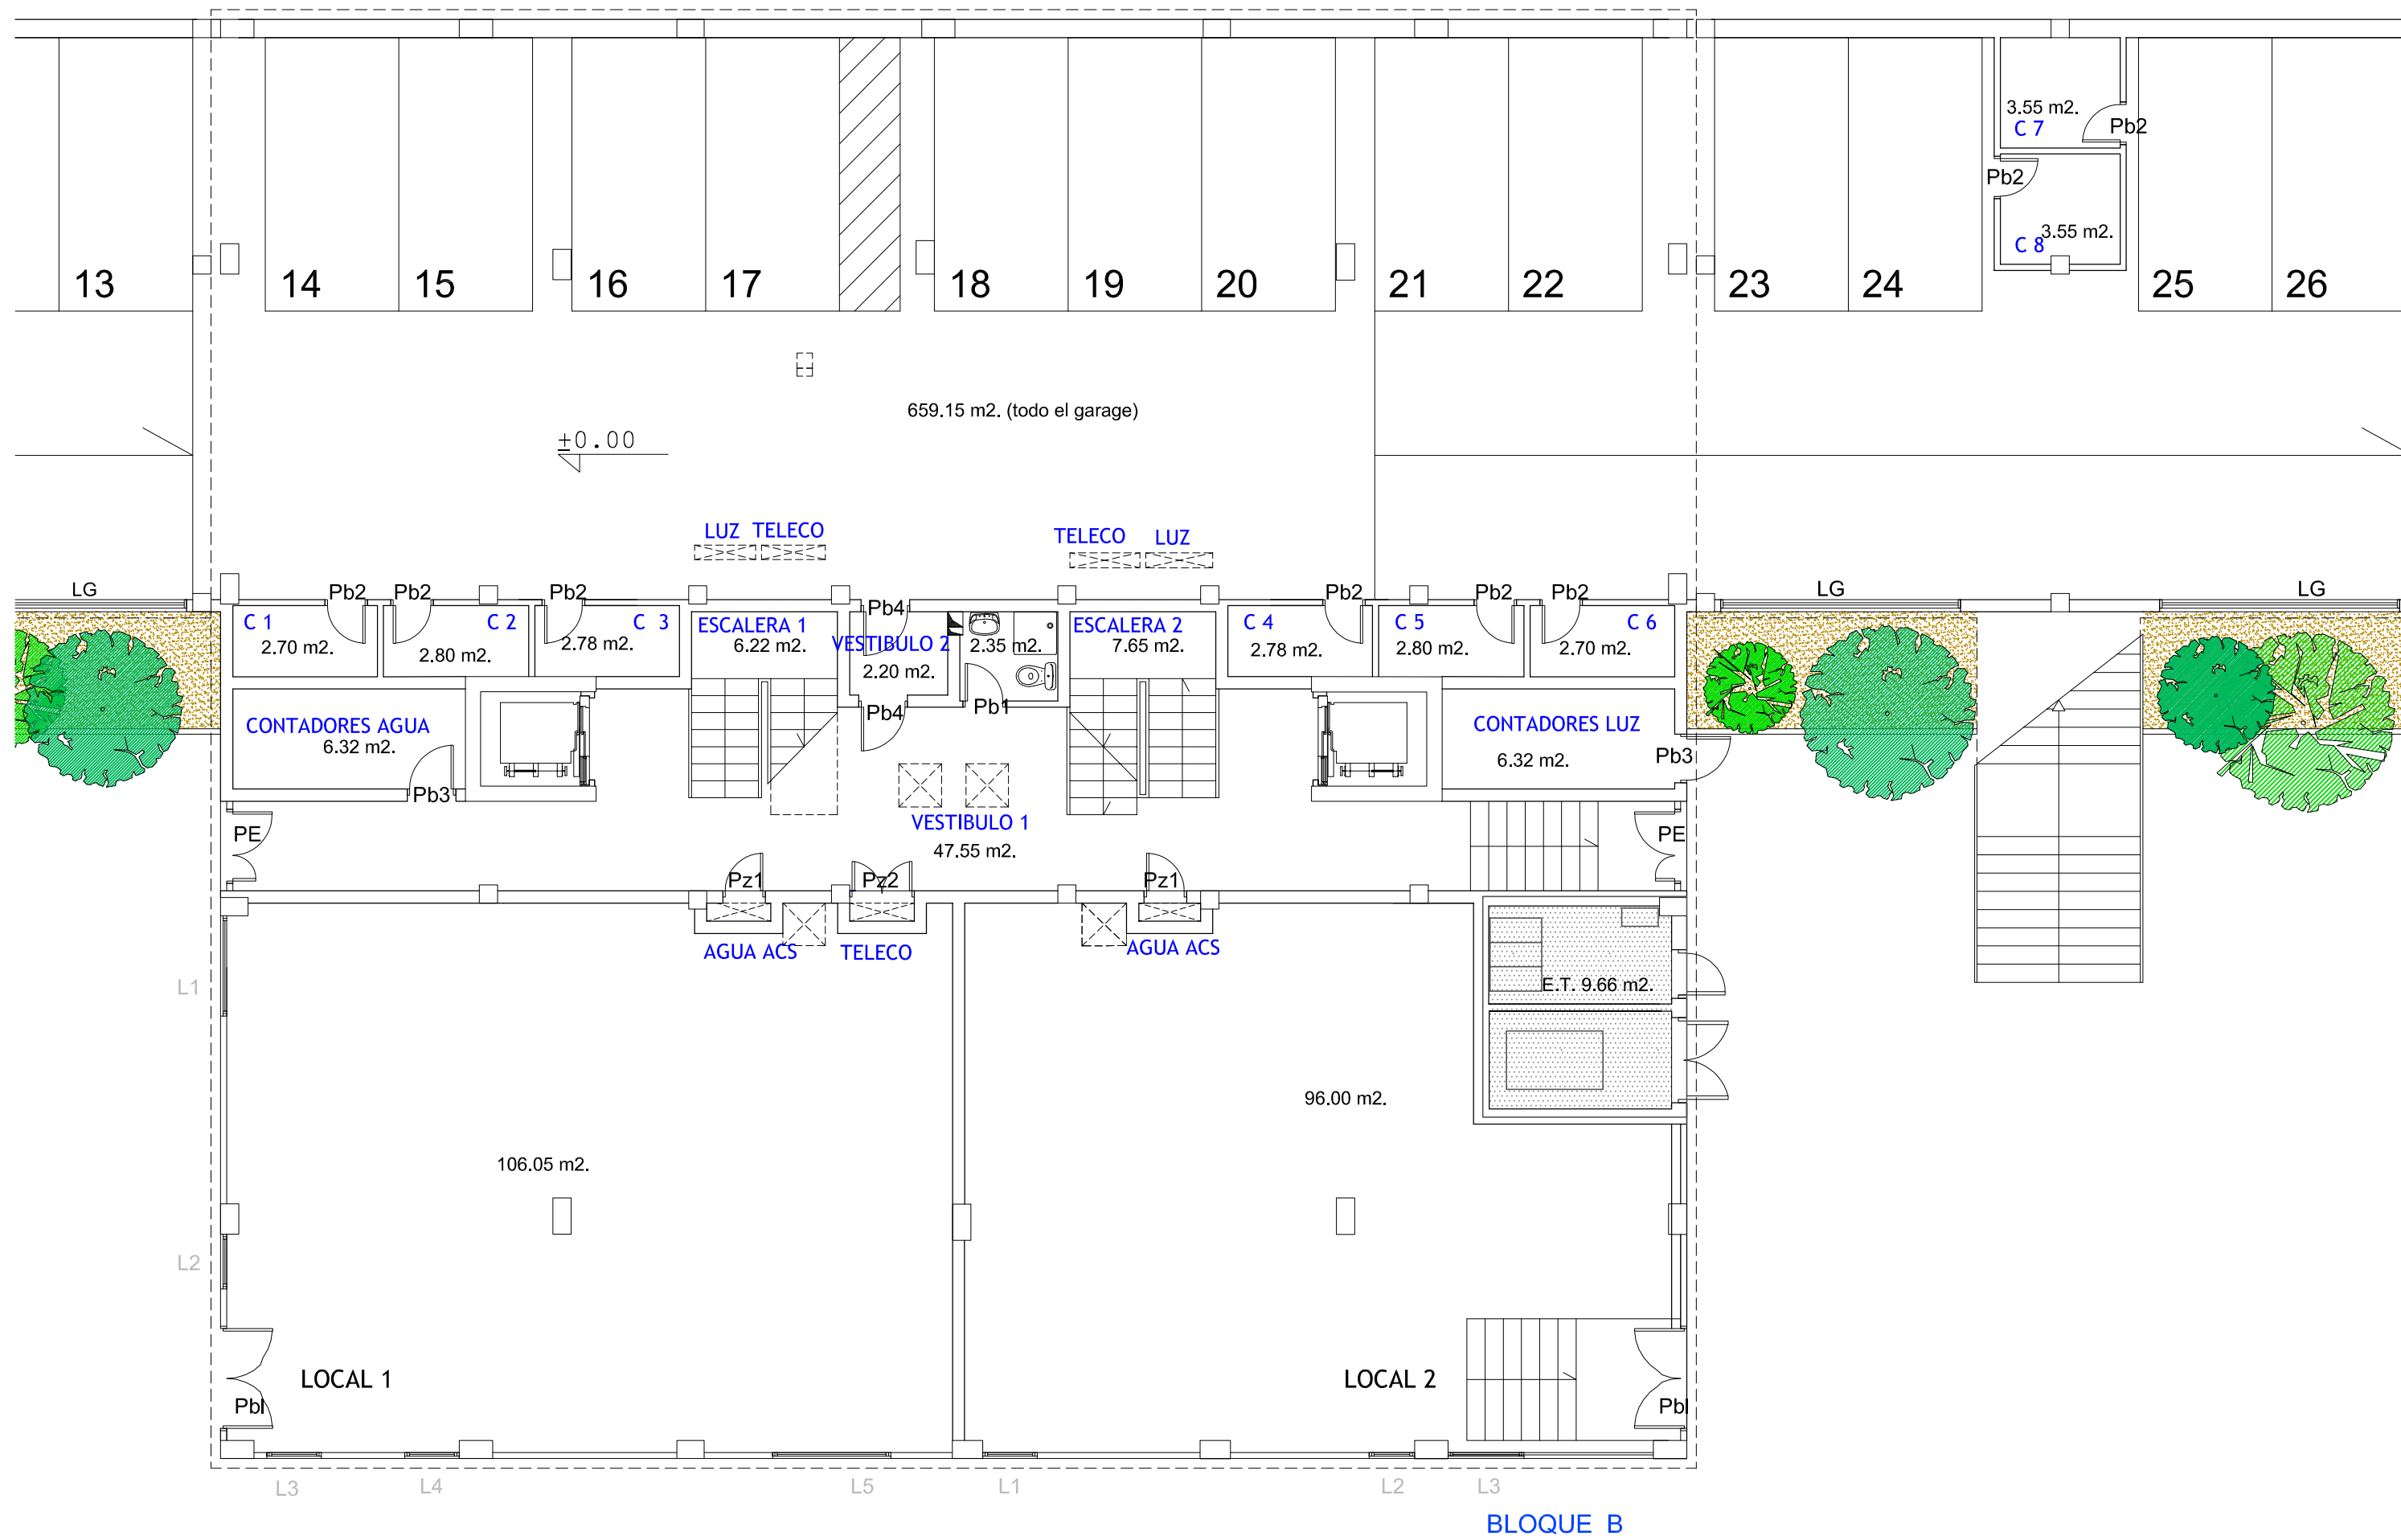 3.55 m2.
C 7
Pb2
Pb2
3.55 m2.
C 8
13
14
15
16
17
18
19
20
21
22
23
24
25
26
659.15 m2. (todo el garage)
±0.00
LUZ TELECO
TELECO LUZ
LG
Pb2
Pb2
Pb2
Pb4
Pb2
Pb2
Pb2
LG
LG
C 1
2.70 m2.
C 2
2.80 m2.
C 3
2.78 m2.
ESCALERA 1
6.22 m2.
VESTIBULO 2
2.20 m2.
2.35 m2.
ESCALERA 2
7.65 m2.
C 4
2.78 m2.
C 5
2.80 m2.
C 6
2.70 m2.
Pb4
Pb1
CONTADORES AGUA
6.32 m2.
Pb3
CONTADORES LUZ
6.32 m2.
Pb3
PE
VESTIBULO 1
47.55 m2.
PE
Pz1
Pz2
Pz1
AGUA ACS
TELECO
AGUA ACS
L1
E.T. 9.66 m2.
96.00 m2.
106.05 m2.
L2
LOCAL 1
LOCAL 2
Pbl
Pbl
L3
L4
L5
L1
L2
L3
BLOQUE B